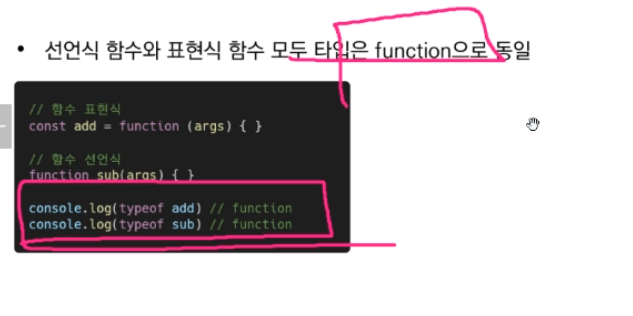 • 선언식 함수와 표현식 함수 모두 타입은 function으로 동일
// 함수 표현식
const add = function (args) { }
// 함수 선언식
function sub(args) { }
console.log(typeof add) // function
console.log(typeof sub) // function